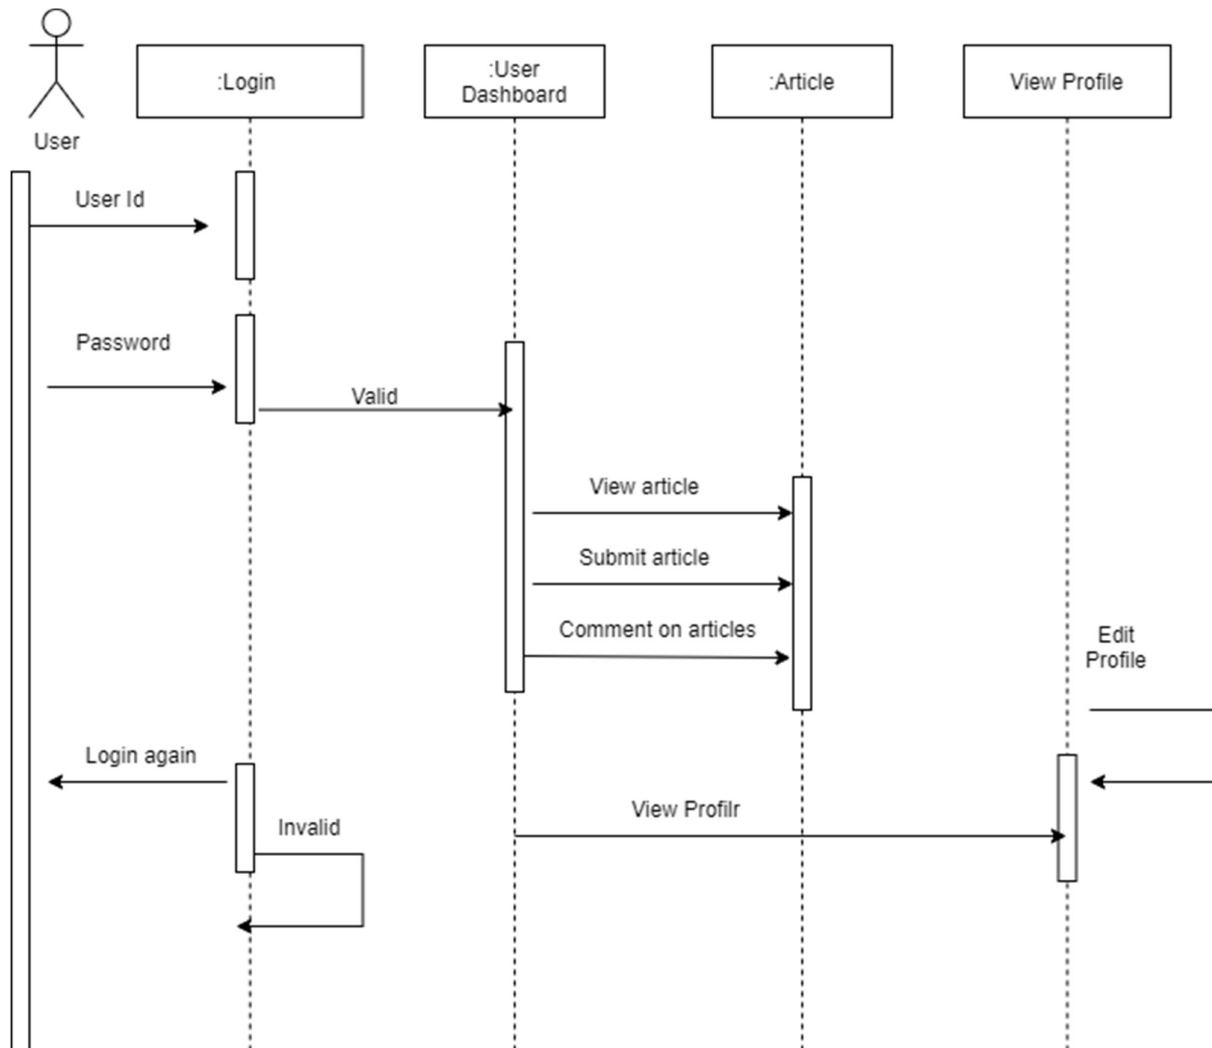 :Login
:User
Dashboard
:Article
View Profile
User
User Id
Password
Valid
View article
Submit article
Comment on articles
Edit
Profile
Login again
View Profilr
Invalid